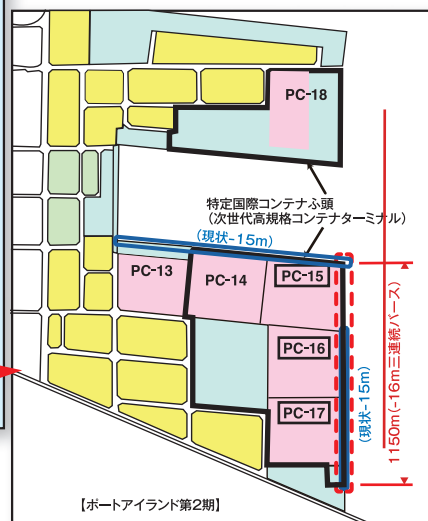 PC-18
特定国際コンテナふ頭
(次世代高規格コンテナターミナル)
(現状-15m)
PC-13
PC-14
PC-15
PC-16
PC-17
(現状-15m)
1150m(-16m三連続バース)
【ポートアイランド第2期】